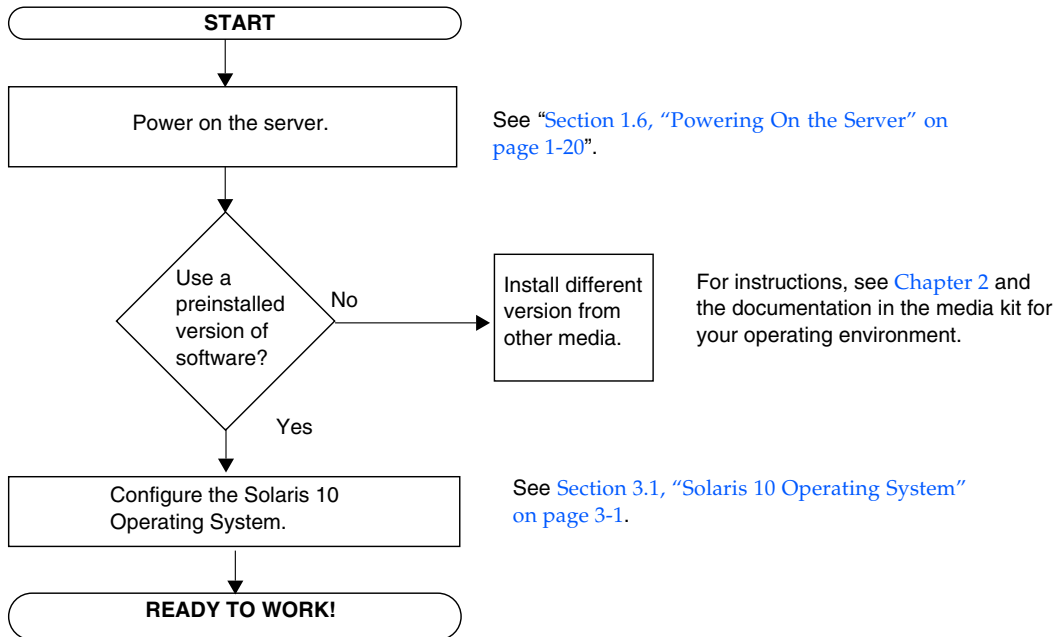 START
Power on the server.
See “Section 1.6, “Powering On the Server” on
page 1-20”.
Use a
preinstalled
version of
software?
No
Install different
version from
other media.
For instructions, see Chapter 2 and
the documentation in the media kit for
your operating environment.
Yes
Configure the Solaris 10
Operating System.
See Section 3.1, “Solaris 10 Operating System”
on page 3-1.
READY TO WORK!